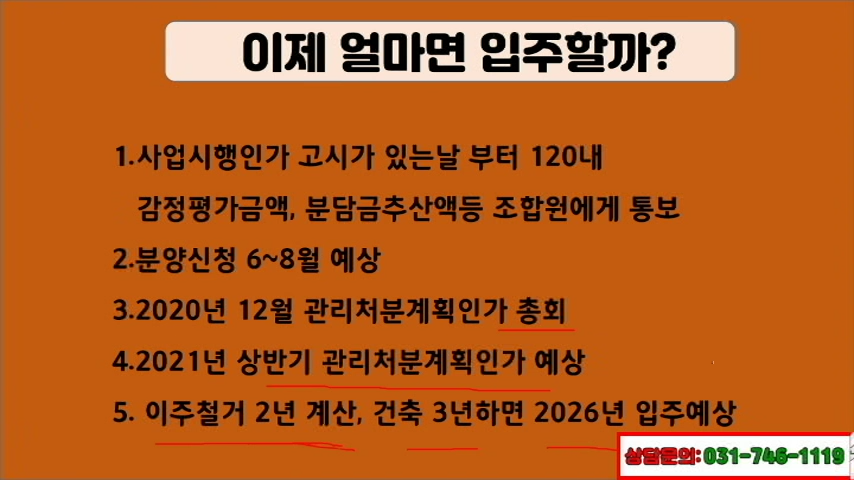 이제 얼마면 입주할까?
1.사업시행인가 고시가 있는날 부터 120내
감정평가금액, 분담금추산액등 조합원에게 통보
2.분양신청 6~8월 예상
3.2020년 12월 관리처분계획인가 총회
4.2021년 상반기 관리처분계획인가 예상
5. 이주철거 2년 계산, 건축 3년하면 2026년 입주예상
상담문의:031-746-1119